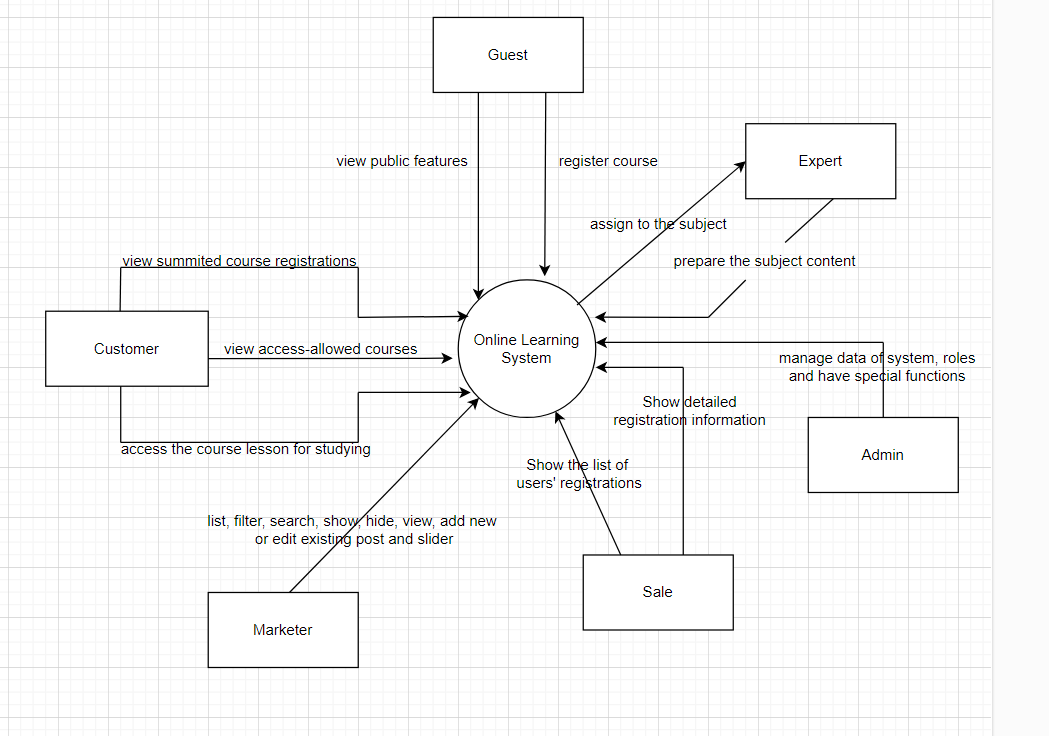 Guest
Expert
view public features
register course
assign to the subject
view summited course registrations
prepare the subject content
Customer
view access-allowed courses
Online Learning
System
manage data of system, roles
and have special functions
Show detailed
registration information
access the course lesson for studying
Admin
Show the list of
users' registrations
list, filter, search, show, hide, view, add new
or edit existing post and slider
Sale
Marketer